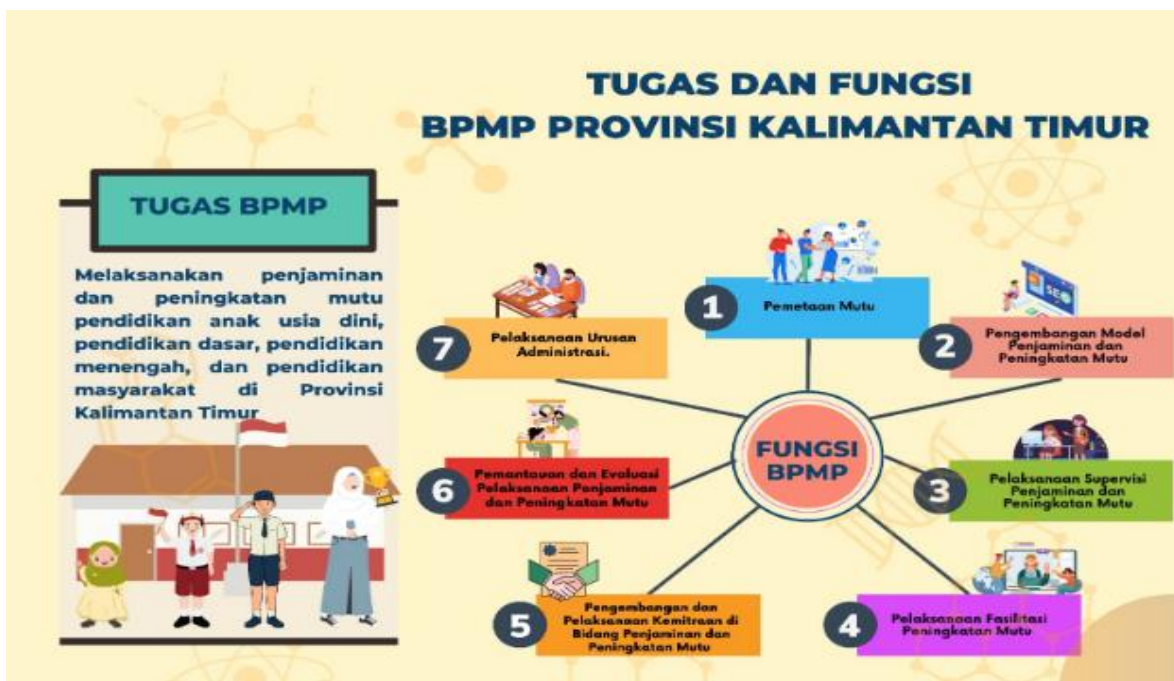 TUGAS DAN FUNGSI
BPMP PROVINSI KALIMANTAN TIMUR
TUGAS BPMP
Melaksanakan penjaminan
dan peningkatan mutu
pendidikan anak usia dini,
pendidikan dasar, pendidikan
menengah, dan pendidikan
masyarakat di Provinsi
Kalimantan Timur
FUNGSI
BPMP
1
Pemetaan Mutu
2
Pengembangan Model
Penjaminan dan
Peningkatan Mutu
SEO
3
Pelaksanaan Supervisi
Penjaminan dan
Peningkatan Mutu
4
Pelaksanaan Fasilitasi
Peningkatan Mutu
5
Pengembangan dan
Pelaksanaan Kemitraan di
Bidang Penjaminan dan
Peningkatan Mutu
6
Pemantauan dan Evaluasi
Pelaksanaan Penjaminan
dan Peningkatan Mutu
7
Pelaksanaan Urusan
Administrasi.